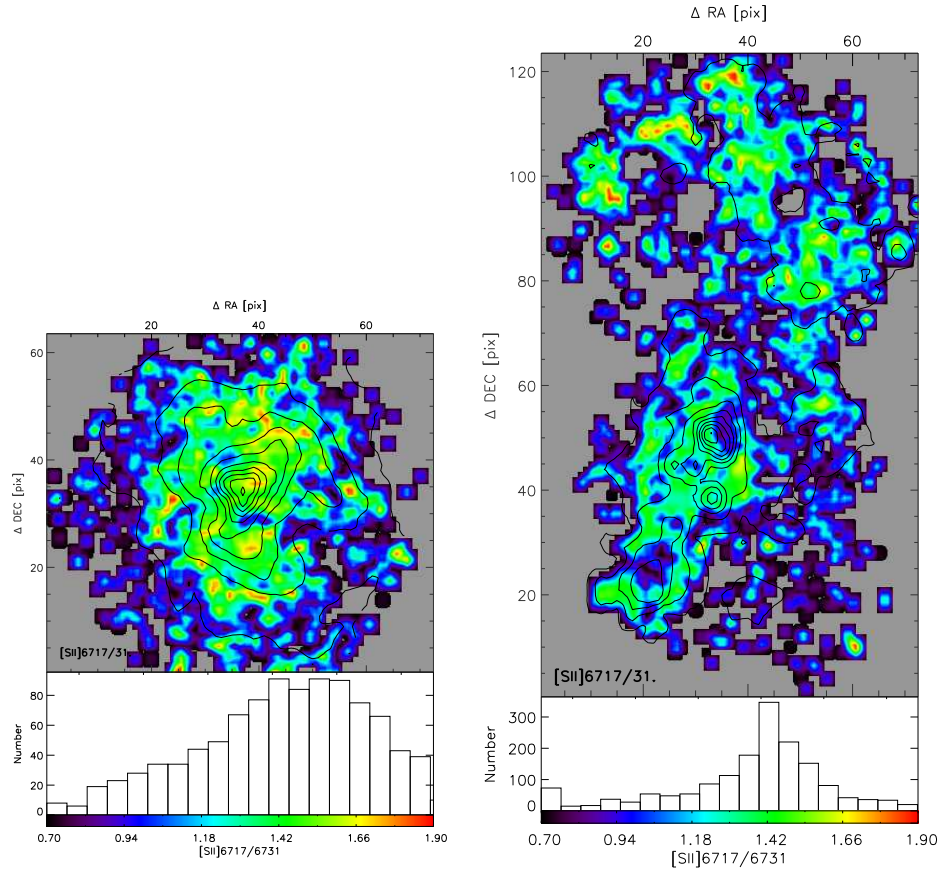 Δ RA [pix]
20 40 60
120
100
80
60
40
20
Δ DEC [pix]
[SII]6717/31.
300
200
100
0
Number
0.70 0.94 1.18 1.42 1.66 1.90
[SII]6717/6731
Δ RA [pix]
20 40 60
60
40
20
Δ DEC [pix]
[SII]6717/31.
80
60
40
20
0
Number
0.70 0.94 1.18 1.42 1.66 1.90
[SII]6717/6731